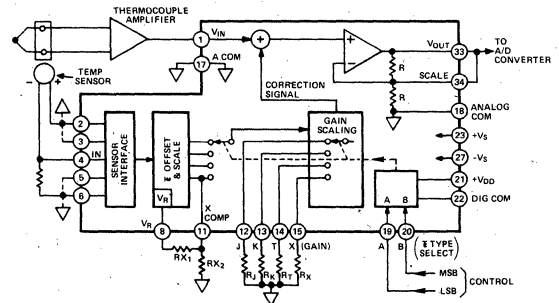 THERMOCOUPLE
AMPLIFIER
1 VIN
17 A COM
+
+
−
R
R
VOUT 33
TO
A/D
CONVERTER
SCALE 34
18 ANALOG
COM
23 +VS
27 -VS
21 +VDD
22 DIG COM
- +
TEMP
SENSOR
CORRECTION
SIGNAL
2
3
4 IN
5
6
SENSOR
INTERFACE
OFFSET
& SCALE
VR
GAIN
SCALING
A B
X
COMP
VR 8
11
12 13 14 15
J K T X (GAIN)
19 20
A B
(TYPE
SELECT)
RX1
RX2
RJ RK RT RX
MSB
LSB
CONTROL